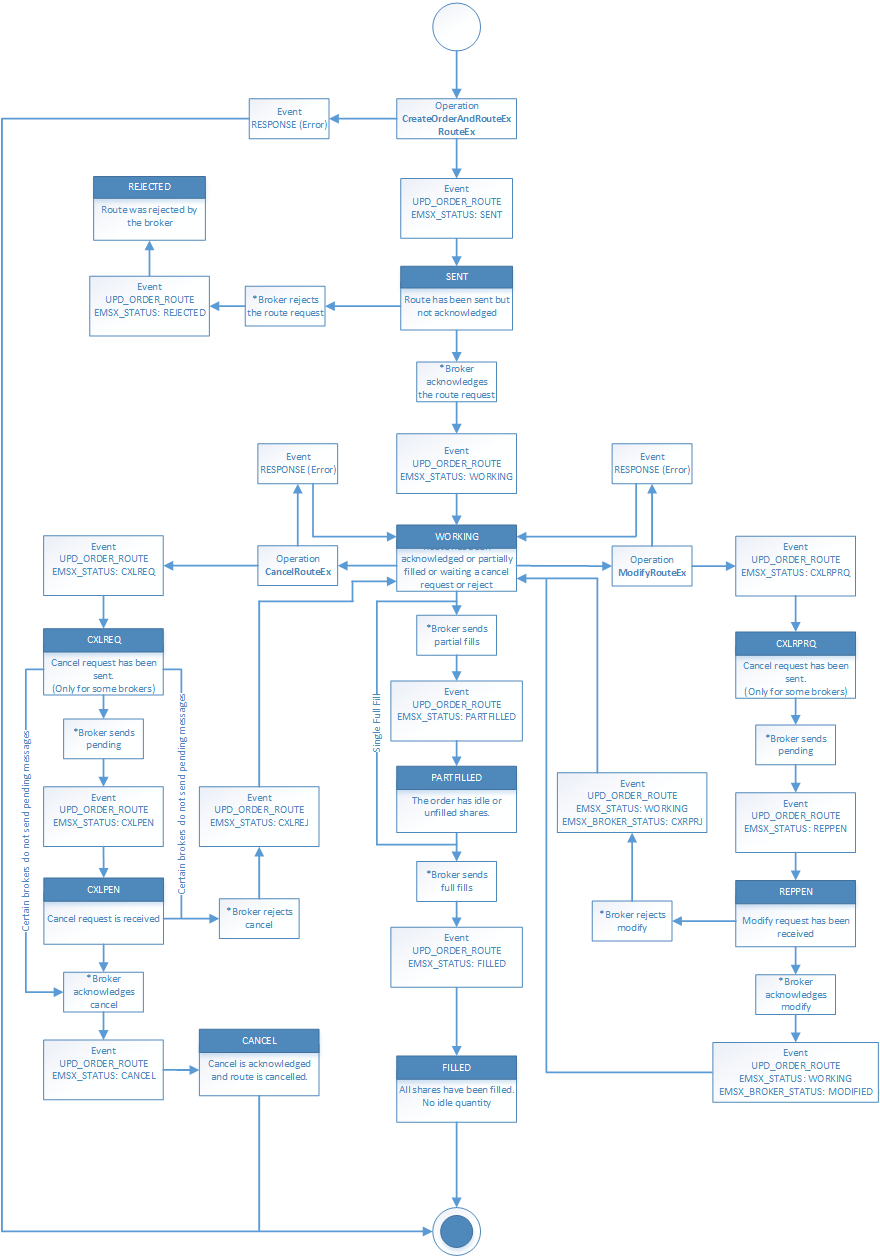 Operation
CreateOrderAndRouteEx
RouteEx
Event
RESPONSE (Error)
Event
UPD_ORDER_ROUTE
EMSX_STATUS: SENT
REJECTED
Route was rejected by
the broker
SENT
Route has been sent but
not acknowledged
*Broker rejects
the route request
Event
UPD_ORDER_ROUTE
EMSX_STATUS: REJECTED
*Broker
acknowledges
the route request
Event
UPD_ORDER_ROUTE
EMSX_STATUS: WORKING
Event
RESPONSE (Error)
Event
RESPONSE (Error)
WORKING
acknowledged or partially
filled or waiting a cancel
request or reject
Operation
CancelRouteEx
Operation
ModifyRouteEx
Event
UPD_ORDER_ROUTE
EMSX_STATUS: CXLREQ
CXLREQ
Cancel request has been
sent.
(Only for some brokers)
*Broker sends
pending
Event
UPD_ORDER_ROUTE
EMSX_STATUS: CXLPEN
CXLPEN
Cancel request is received
Certain brokers do not send pending messages
Certain brokers do not send pending messages
*Broker rejects
cancel
Event
UPD_ORDER_ROUTE
EMSX_STATUS: CXLREJ
*Broker
acknowledges
cancel
Event
UPD_ORDER_ROUTE
EMSX_STATUS: CANCEL
CANCEL
Cancel is acknowledged
and route is cancelled.
*Broker sends
partial fills
Single Full Fill
Event
UPD_ORDER_ROUTE
EMSX_STATUS: PARTFILLED
PARTFILLED
The order has idle or
unfilled shares.
*Broker sends
full fills
Event
UPD_ORDER_ROUTE
EMSX_STATUS: FILLED
FILLED
All shares have been filled.
No idle quantity
Event
UPD_ORDER_ROUTE
EMSX_STATUS: CXLRPRQ
CXLRPRQ
Cancel request has been
sent.
(Only for some brokers)
*Broker sends
pending
Event
UPD_ORDER_ROUTE
EMSX_STATUS: REPPEN
REPPEN
Modify request has been
received
*Broker rejects
modify
Event
UPD_ORDER_ROUTE
EMSX_STATUS: WORKING
EMSX_BROKER_STATUS: CXRPRJ
*Broker
acknowledges
modify
Event
UPD_ORDER_ROUTE
EMSX_STATUS: WORKING
EMSX_BROKER_STATUS: MODIFIED